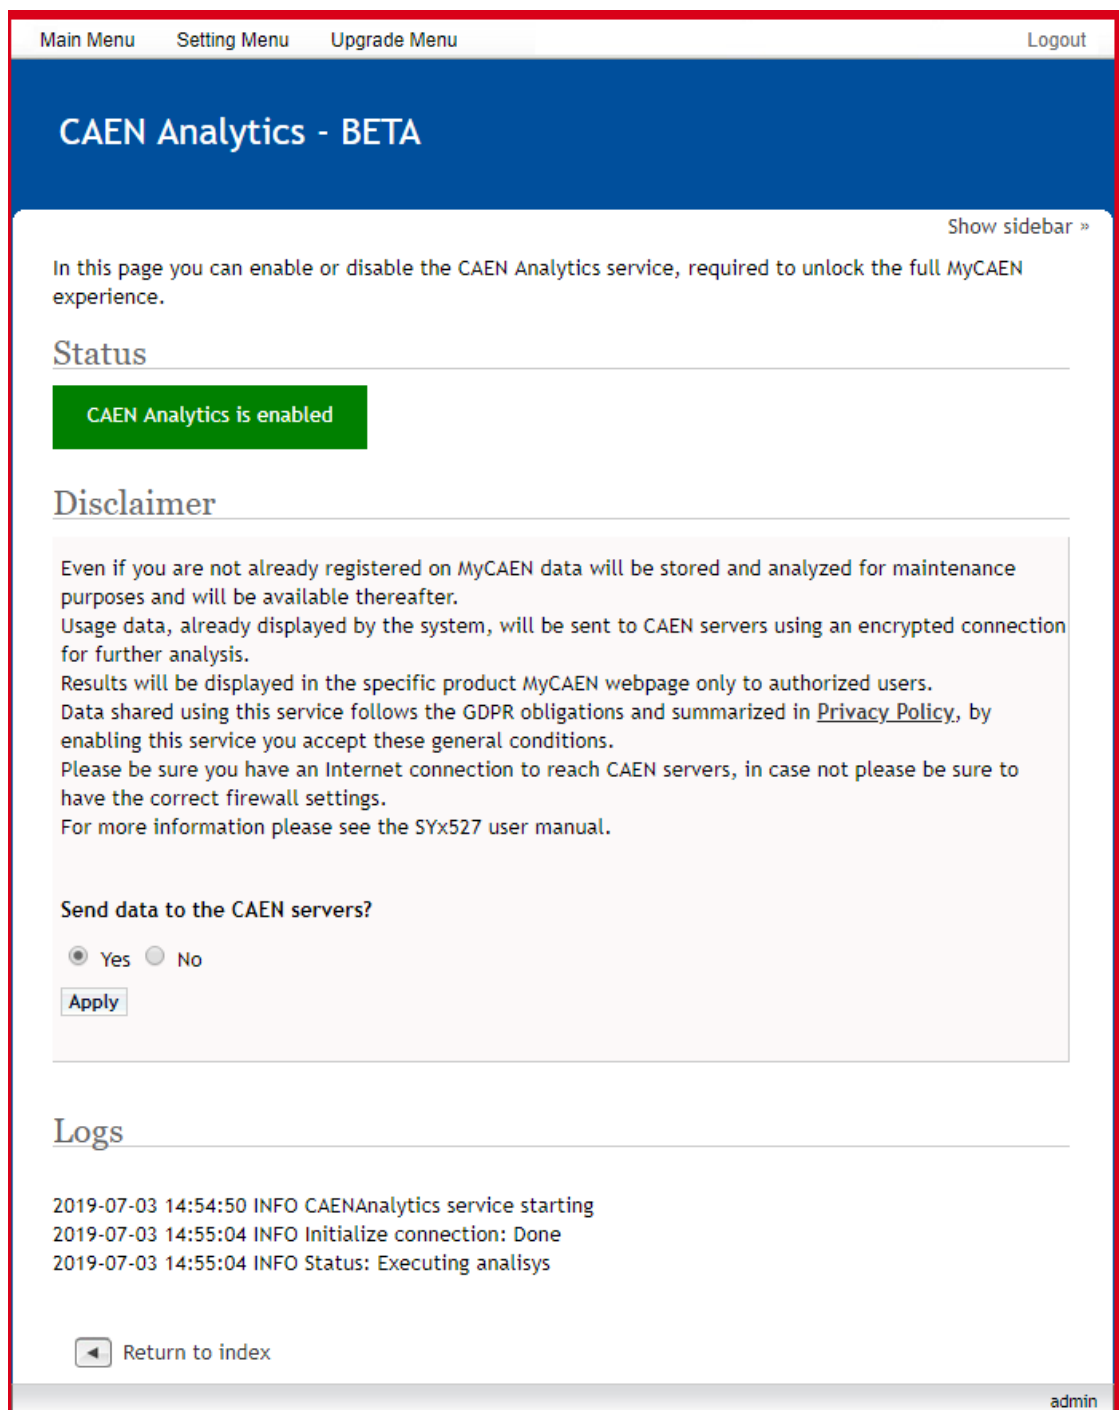 Main Menu Setting Menu Upgrade Menu Logout
CAEN Analytics - BETA
Show sidebar »
In this page you can enable or disable the CAEN Analytics service, required to unlock the full MyCAEN
experience.
Status
CAEN Analytics is enabled
Disclaimer
Even if you are not already registered on MyCAEN data will be stored and analyzed for maintenance
purposes and will be available thereafter.
Usage data, already displayed by the system, will be sent to CAEN servers using an encrypted connection
for further analysis.
Results will be displayed in the specific product MyCAEN webpage only to authorized users.
Data shared using this service follows the GDPR obligations and summarized in Privacy Policy, by
enabling this service you accept these general conditions.
Please be sure you have an Internet connection to reach CAEN servers, in case not please be sure to
have the correct firewall settings.
For more information please see the SYx527 user manual.
Send data to the CAEN servers?
Yes No
Apply
Logs
2019-07-03 14:54:50 INFO CAENAnalytics service starting
2019-07-03 14:55:04 INFO Initialize connection: Done
2019-07-03 14:55:04 INFO Status: Executing analisys
Return to index
admin